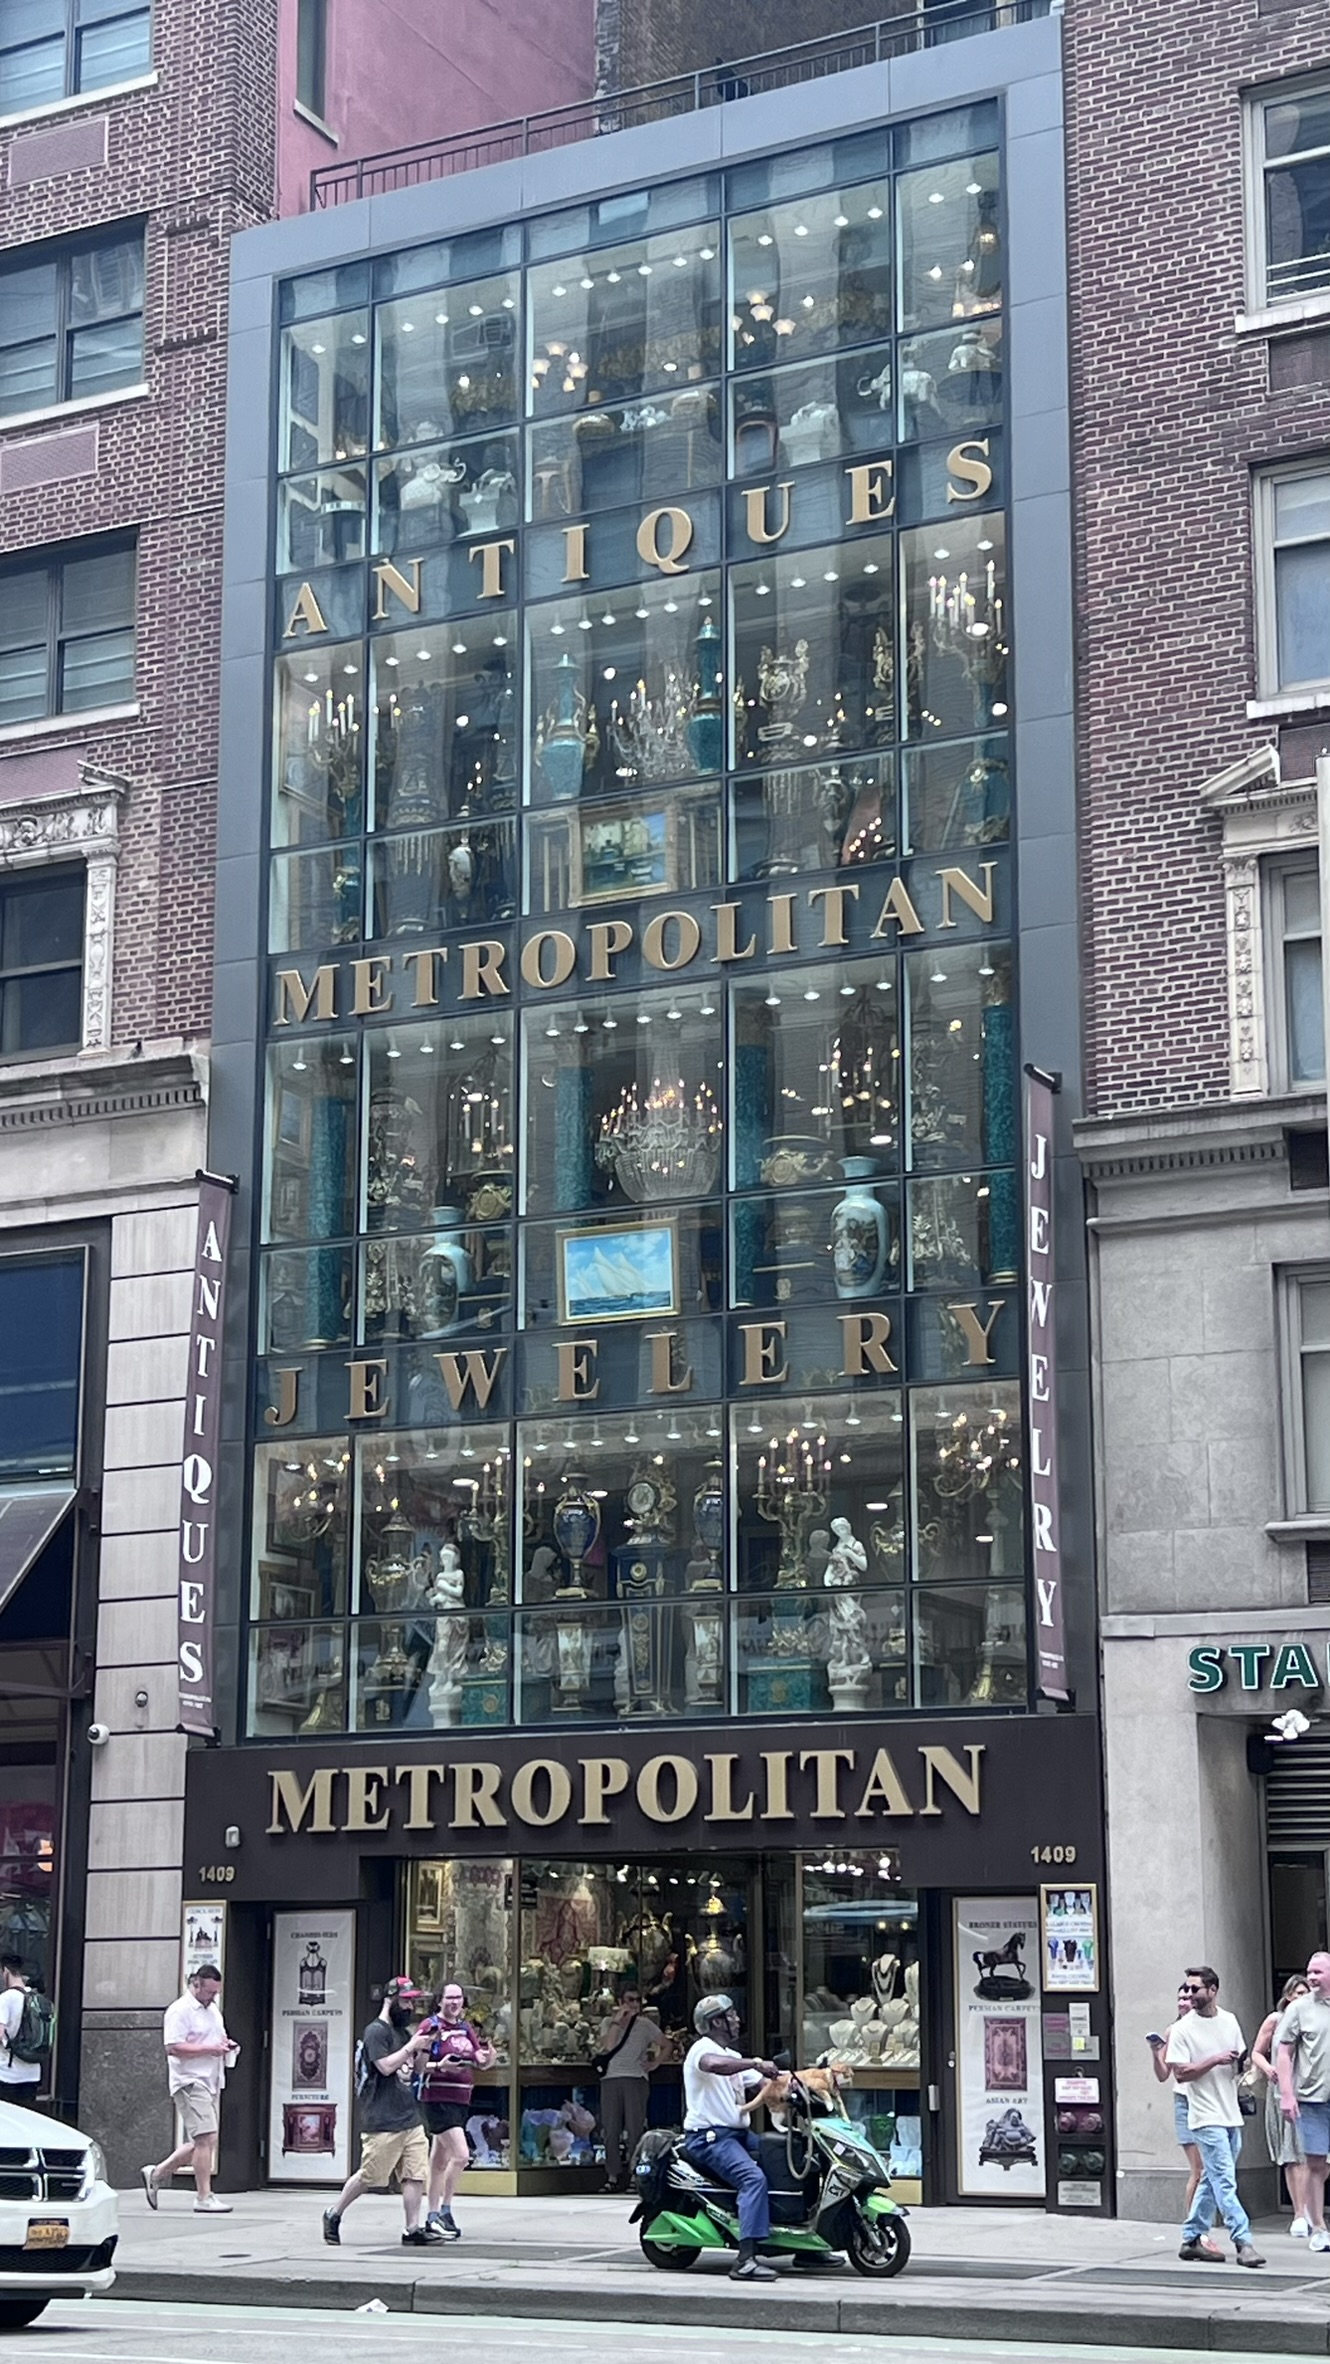 ANTIQUES
METROPOLITAN
JEWELERY
ANTIQUES
JEWELRY
STA
METROPOLITAN
1409
1409
BRONZE STATUES
PERSIAN CARPETS
PERSIAN CARPETS
FURNITURE
ASIAN ART